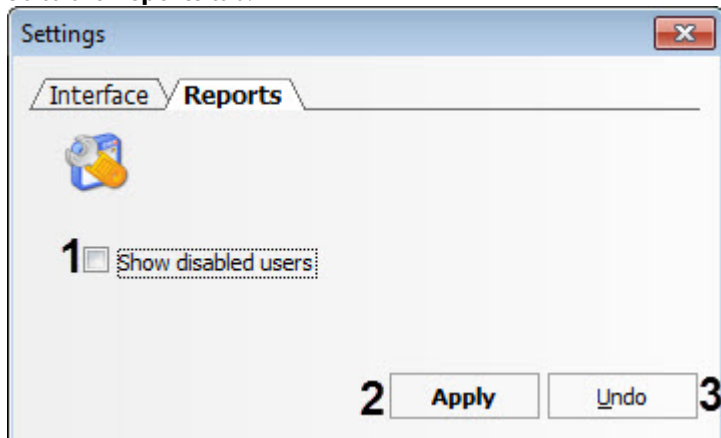 Settings
Interface Reports
1 Show disabled users
2 Apply Undo 3